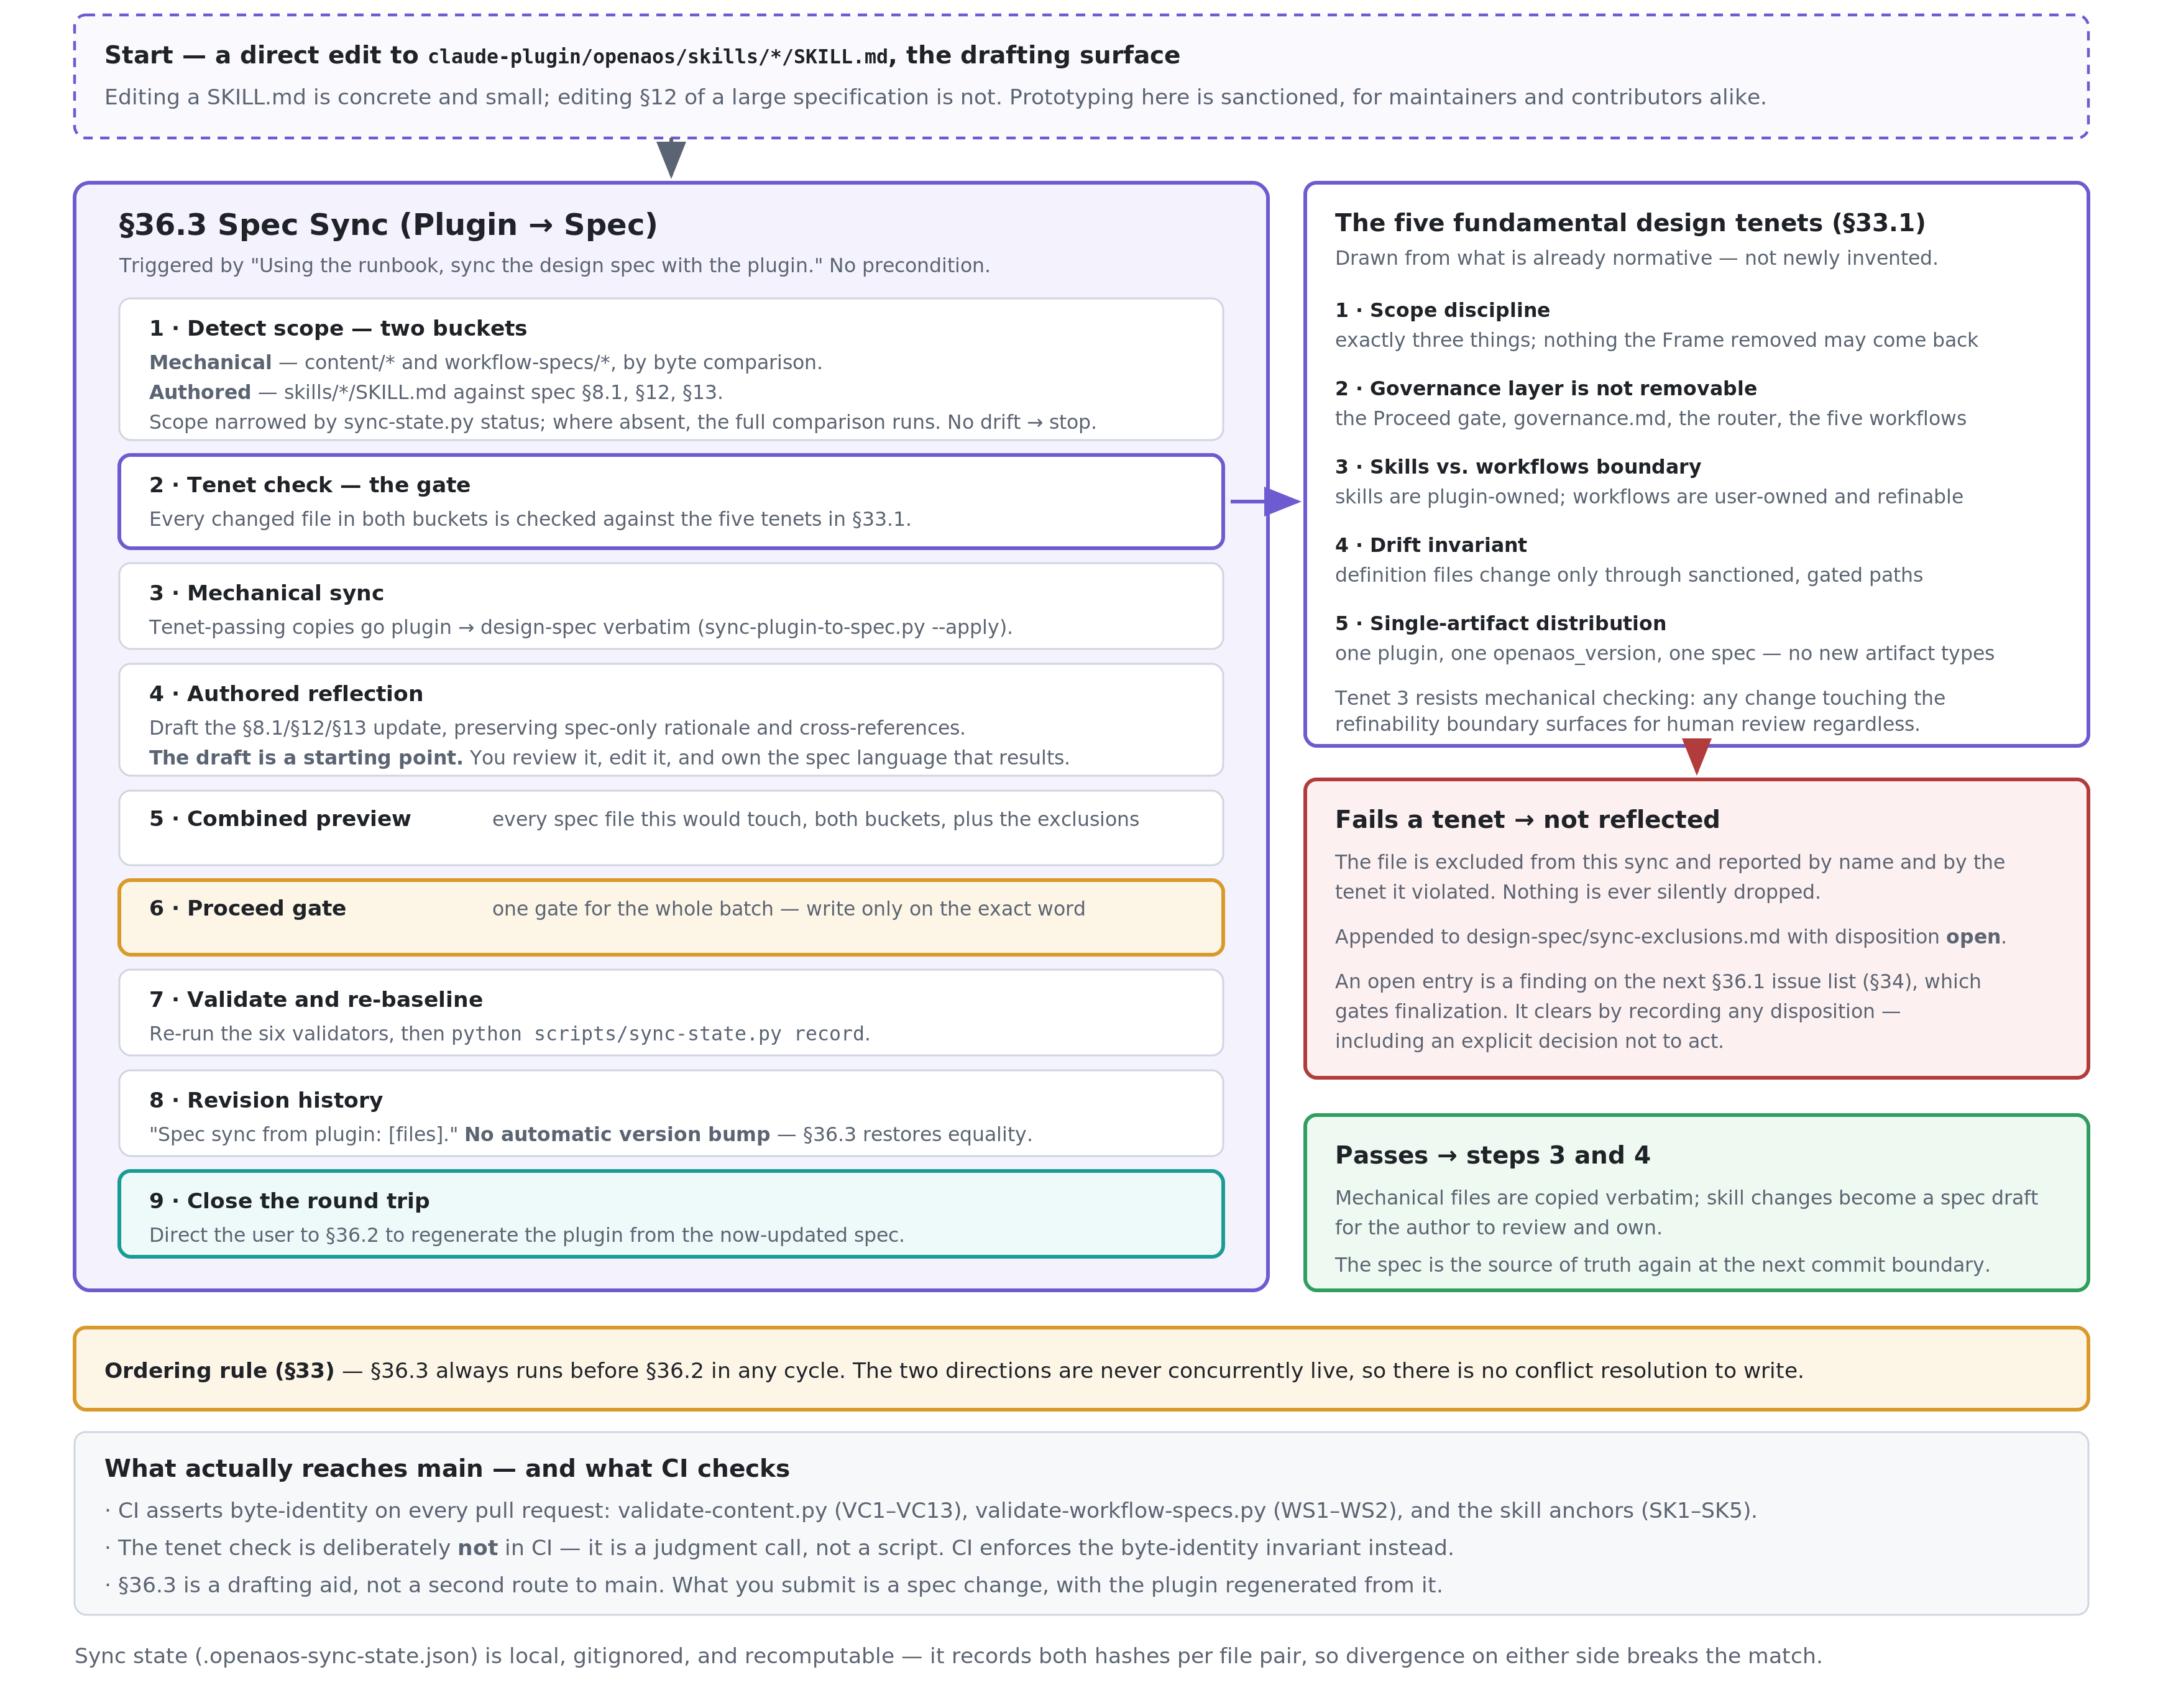 Start — a direct edit to claude-plugin/openaos/skills/*/SKILL.md, the drafting surface
Editing a SKILL.md is concrete and small; editing §12 of a large specification is not. Prototyping here is sanctioned, for maintainers and contributors alike.
§36.3 Spec Sync (Plugin → Spec)
Triggered by "Using the runbook, sync the design spec with the plugin." No precondition.
1 · Detect scope — two buckets
Mechanical — content/* and workflow-specs/*, by byte comparison.
Authored — skills/*/SKILL.md against spec §8.1, §12, §13.
Scope narrowed by sync-state.py status; where absent, the full comparison runs. No drift → stop.
2 · Tenet check — the gate
Every changed file in both buckets is checked against the five tenets in §33.1.
3 · Mechanical sync
Tenet-passing copies go plugin → design-spec verbatim (sync-plugin-to-spec.py --apply).
4 · Authored reflection
Draft the §8.1/§12/§13 update, preserving spec-only rationale and cross-references.
The draft is a starting point. You review it, edit it, and own the spec language that results.
5 · Combined preview every spec file this would touch, both buckets, plus the exclusions
6 · Proceed gate one gate for the whole batch — write only on the exact word
7 · Validate and re-baseline
Re-run the six validators, then python scripts/sync-state.py record.
8 · Revision history
"Spec sync from plugin: [files]." No automatic version bump — §36.3 restores equality.
9 · Close the round trip
Direct the user to §36.2 to regenerate the plugin from the now-updated spec.
The five fundamental design tenets (§33.1)
Drawn from what is already normative — not newly invented.
1 · Scope discipline
exactly three things; nothing the Frame removed may come back
2 · Governance layer is not removable
the Proceed gate, governance.md, the router, the five workflows
3 · Skills vs. workflows boundary
skills are plugin-owned; workflows are user-owned and refinable
4 · Drift invariant
definition files change only through sanctioned, gated paths
5 · Single-artifact distribution
one plugin, one openaos_version, one spec — no new artifact types
Tenet 3 resists mechanical checking: any change touching the
refinability boundary surfaces for human review regardless.
Fails a tenet → not reflected
The file is excluded from this sync and reported by name and by the
tenet it violated. Nothing is ever silently dropped.
Appended to design-spec/sync-exclusions.md with disposition open.
An open entry is a finding on the next §36.1 issue list (§34), which
gates finalization. It clears by recording any disposition —
including an explicit decision not to act.
Passes → steps 3 and 4
Mechanical files are copied verbatim; skill changes become a spec draft
for the author to review and own.
The spec is the source of truth again at the next commit boundary.
Ordering rule (§33) — §36.3 always runs before §36.2 in any cycle. The two directions are never concurrently live, so there is no conflict resolution to write.
What actually reaches main — and what CI checks
· CI asserts byte-identity on every pull request: validate-content.py (VC1–VC13), validate-workflow-specs.py (WS1–WS2), and the skill anchors (SK1–SK5).
· The tenet check is deliberately not in CI — it is a judgment call, not a script. CI enforces the byte-identity invariant instead.
· §36.3 is a drafting aid, not a second route to main. What you submit is a spec change, with the plugin regenerated from it.
Sync state (.openaos-sync-state.json) is local, gitignored, and recomputable — it records both hashes per file pair, so divergence on either side breaks the match.